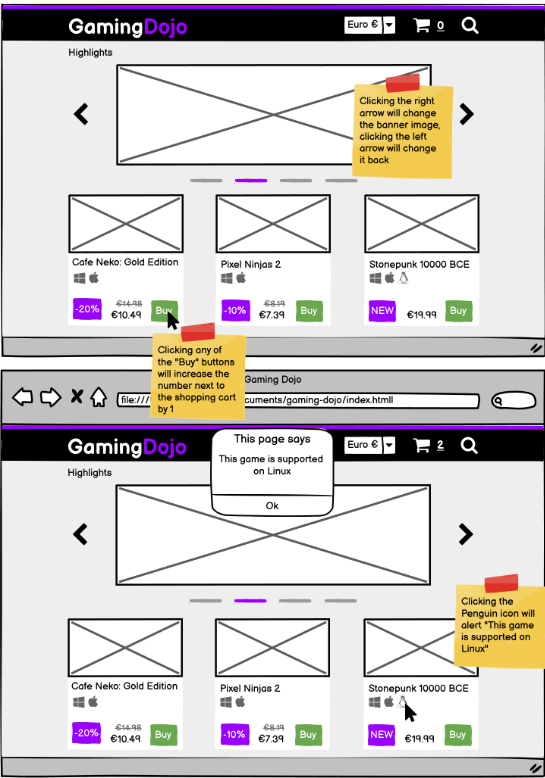 GamingDojo
Euro €
0
Highlights
Clicking the right
arrow will change
the banner image,
clicking the left
arrow will change
it back
Cafe Neko: Gold Edition
Pixel Ninjas 2
Stonepunk 10000 BCE
-20%
€14.98
€10.49
Buy
-10%
€8.19
€7.39
Buy
NEW
€19.99
Buy
Clicking any of
the "Buy" buttons
will increase the
number next to
the shopping cart
by 1
Gaming Dojo
file:///
cuments/gaming-dojo/index.htmll
GamingDojo
Euro €
2
This page says
This game is supported
on Linux
Ok
Highlights
Clicking the
Penguin icon will
alert "This game
is supported on
Linux"
Cafe Neko: Gold Edition
Pixel Ninjas 2
Stonepunk 10000 BCE
-20%
€14.98
€10.49
Buy
-10%
€8.19
€7.39
Buy
NEW
€19.99
Buy